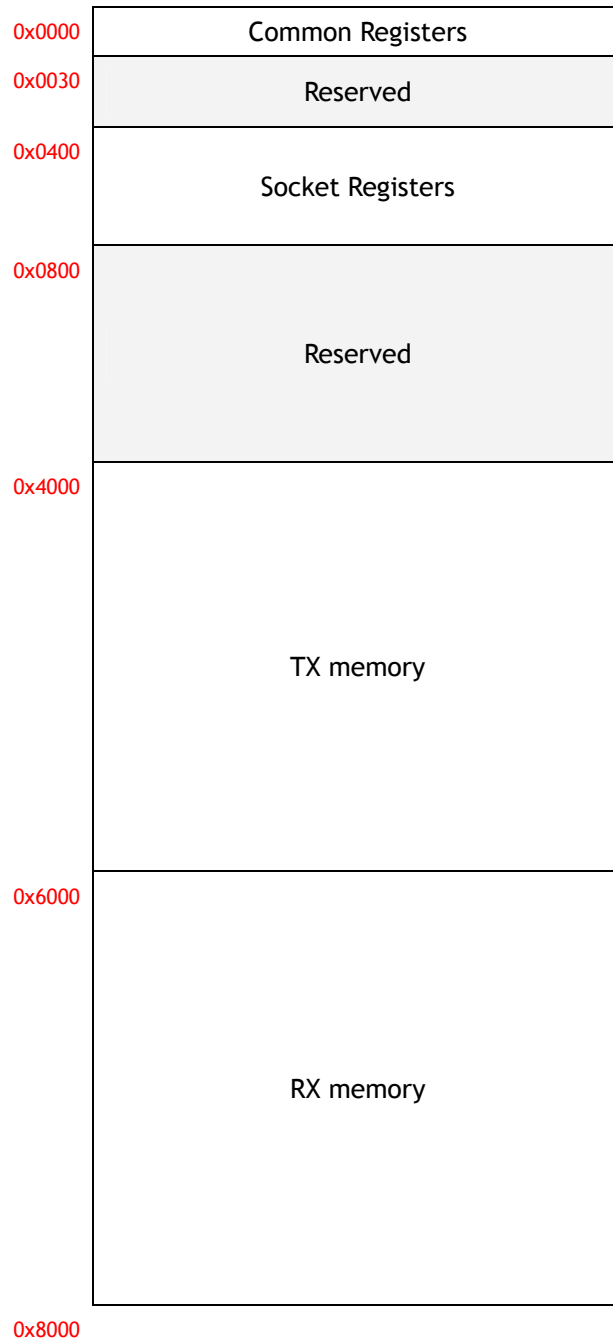 0x0000 Common Registers
0x0030
Reserved
0x0400
Socket Registers
0x0800
Reserved
0x4000
TX memory
0x6000
RX memory
0x8000